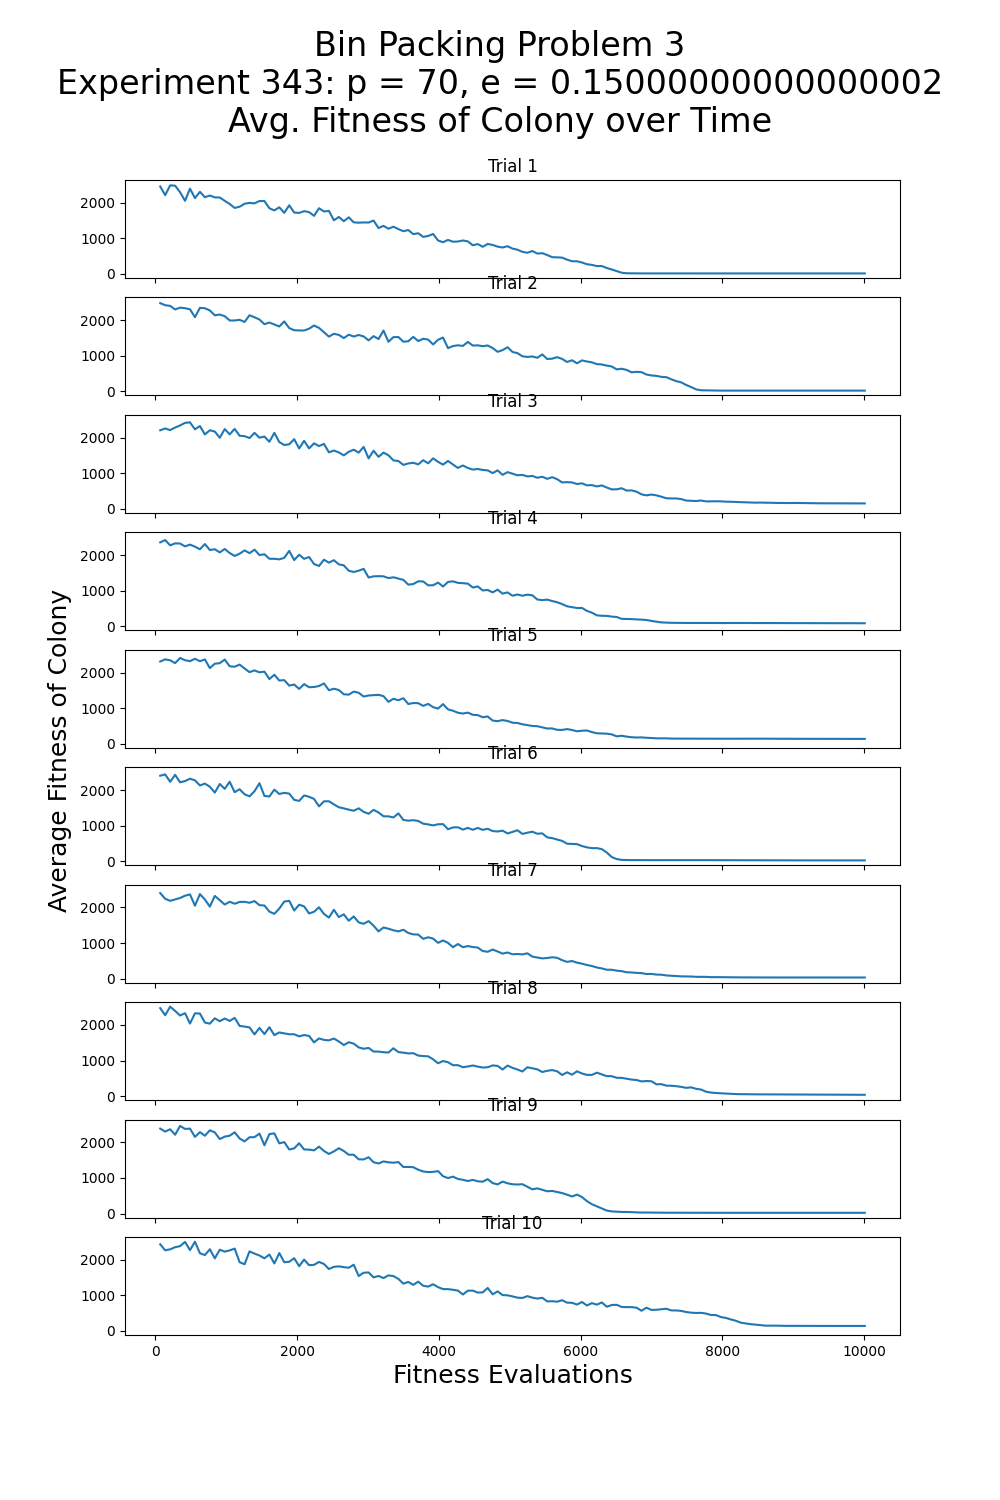 Bin Packing Problem 3
Experiment 343: p = 70, e = 0.15000000000000002
Avg. Fitness of Colony over Time
Trial 1
2000
1000
0
Trial 2
2000
1000
0
Trial 3
2000
1000
0
Trial 4
2000
1000
0
Trial 5
2000
1000
0
Trial 6
2000
1000
0
Trial 7
2000
1000
0
Trial 8
2000
1000
0
Trial 9
2000
1000
0
Trial 10
2000
1000
0
0 2000 4000 6000 8000 10000
Fitness Evaluations
Average Fitness of Colony